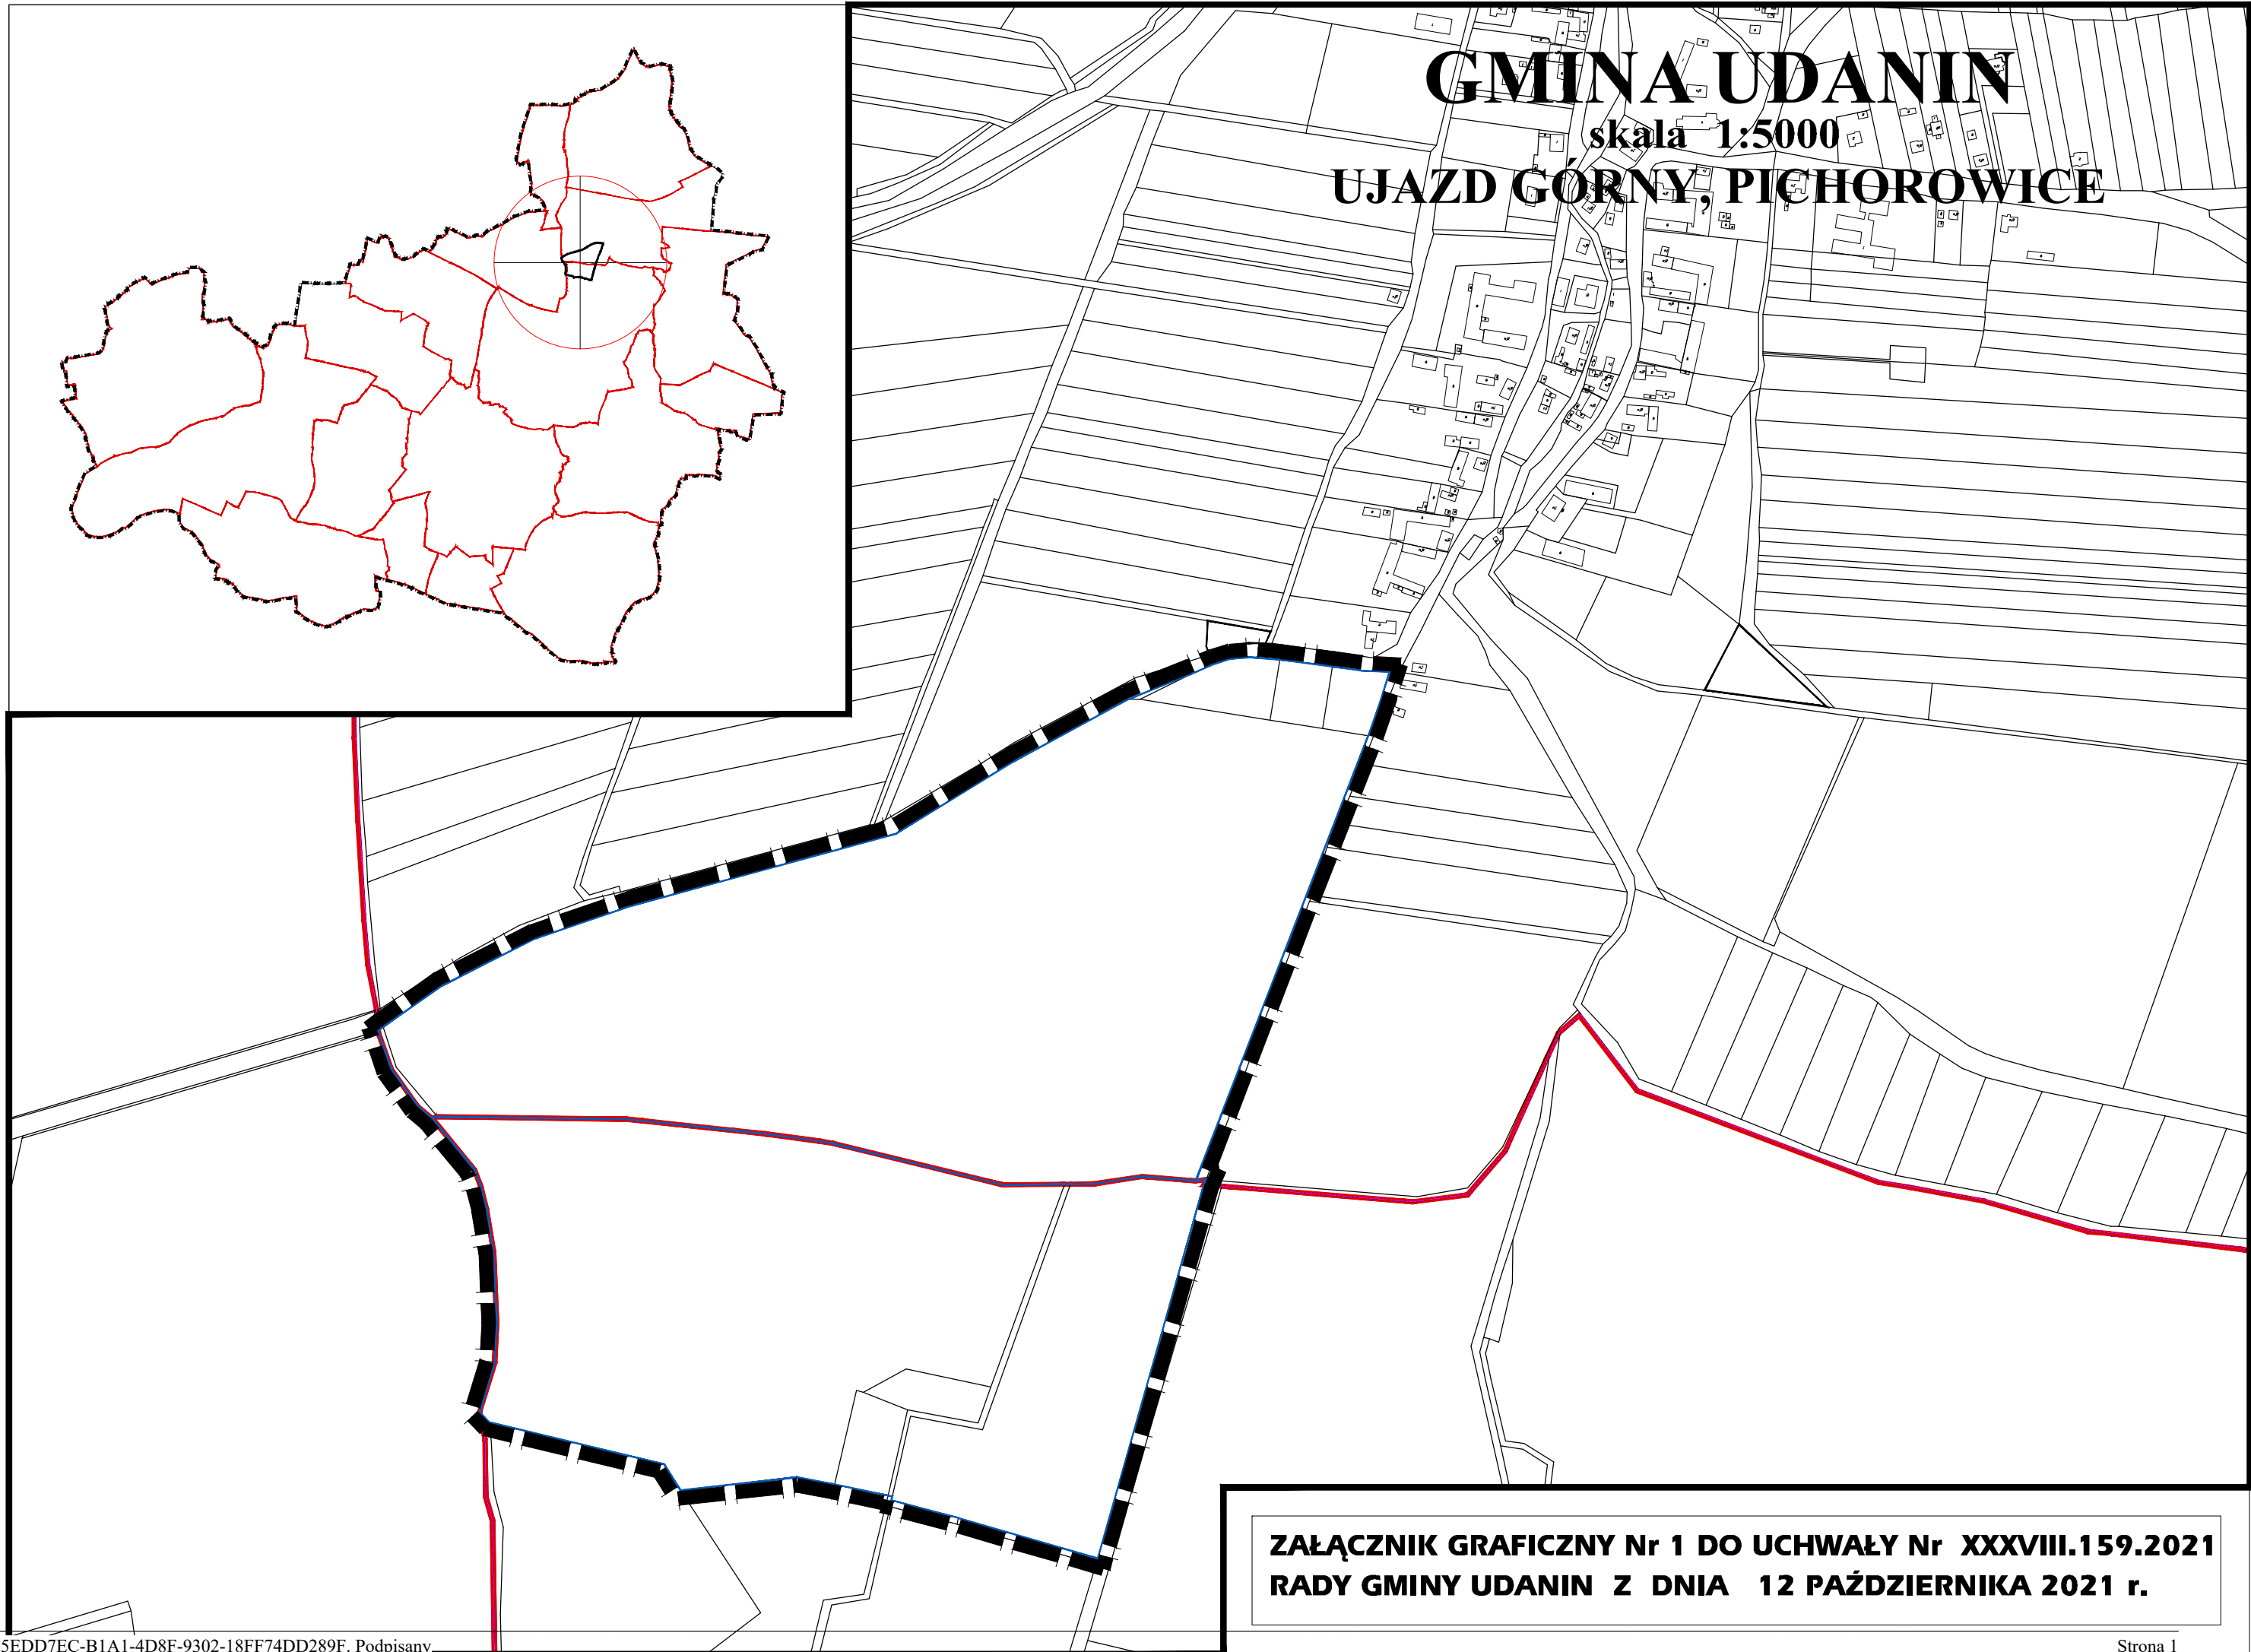 GMINA UDANIN
skala 1:5000
UJAZD GÓRNY, PICHOROWICE
ZAŁĄCZNIK GRAFICZNY Nr 1 DO UCHWAŁY Nr XXXVIII.159.2021
RADY GMINY UDANIN Z DNIA 12 PAŹDZIERNIKA 2021 r.
5EDD7EC-B1A1-4D8F-9302-18FF74DD289F. Podpisany
Strona 1